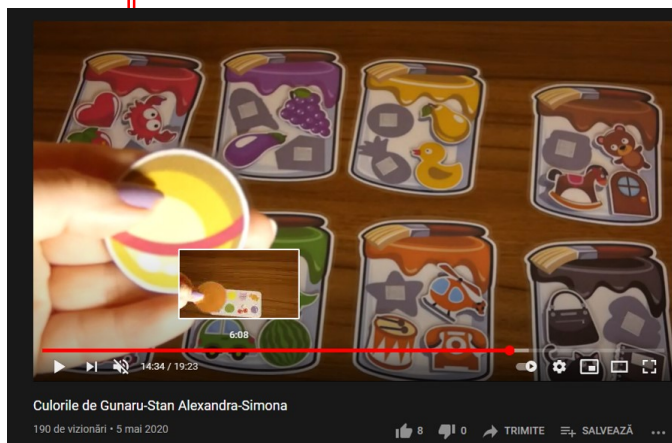 6:08
14:34 / 19:23
Culorile de Gunaru-Stan Alexandra-Simona
190 de vizionări • 5 mai 2020
8
0
TRIMITE
SALVEAZĂ